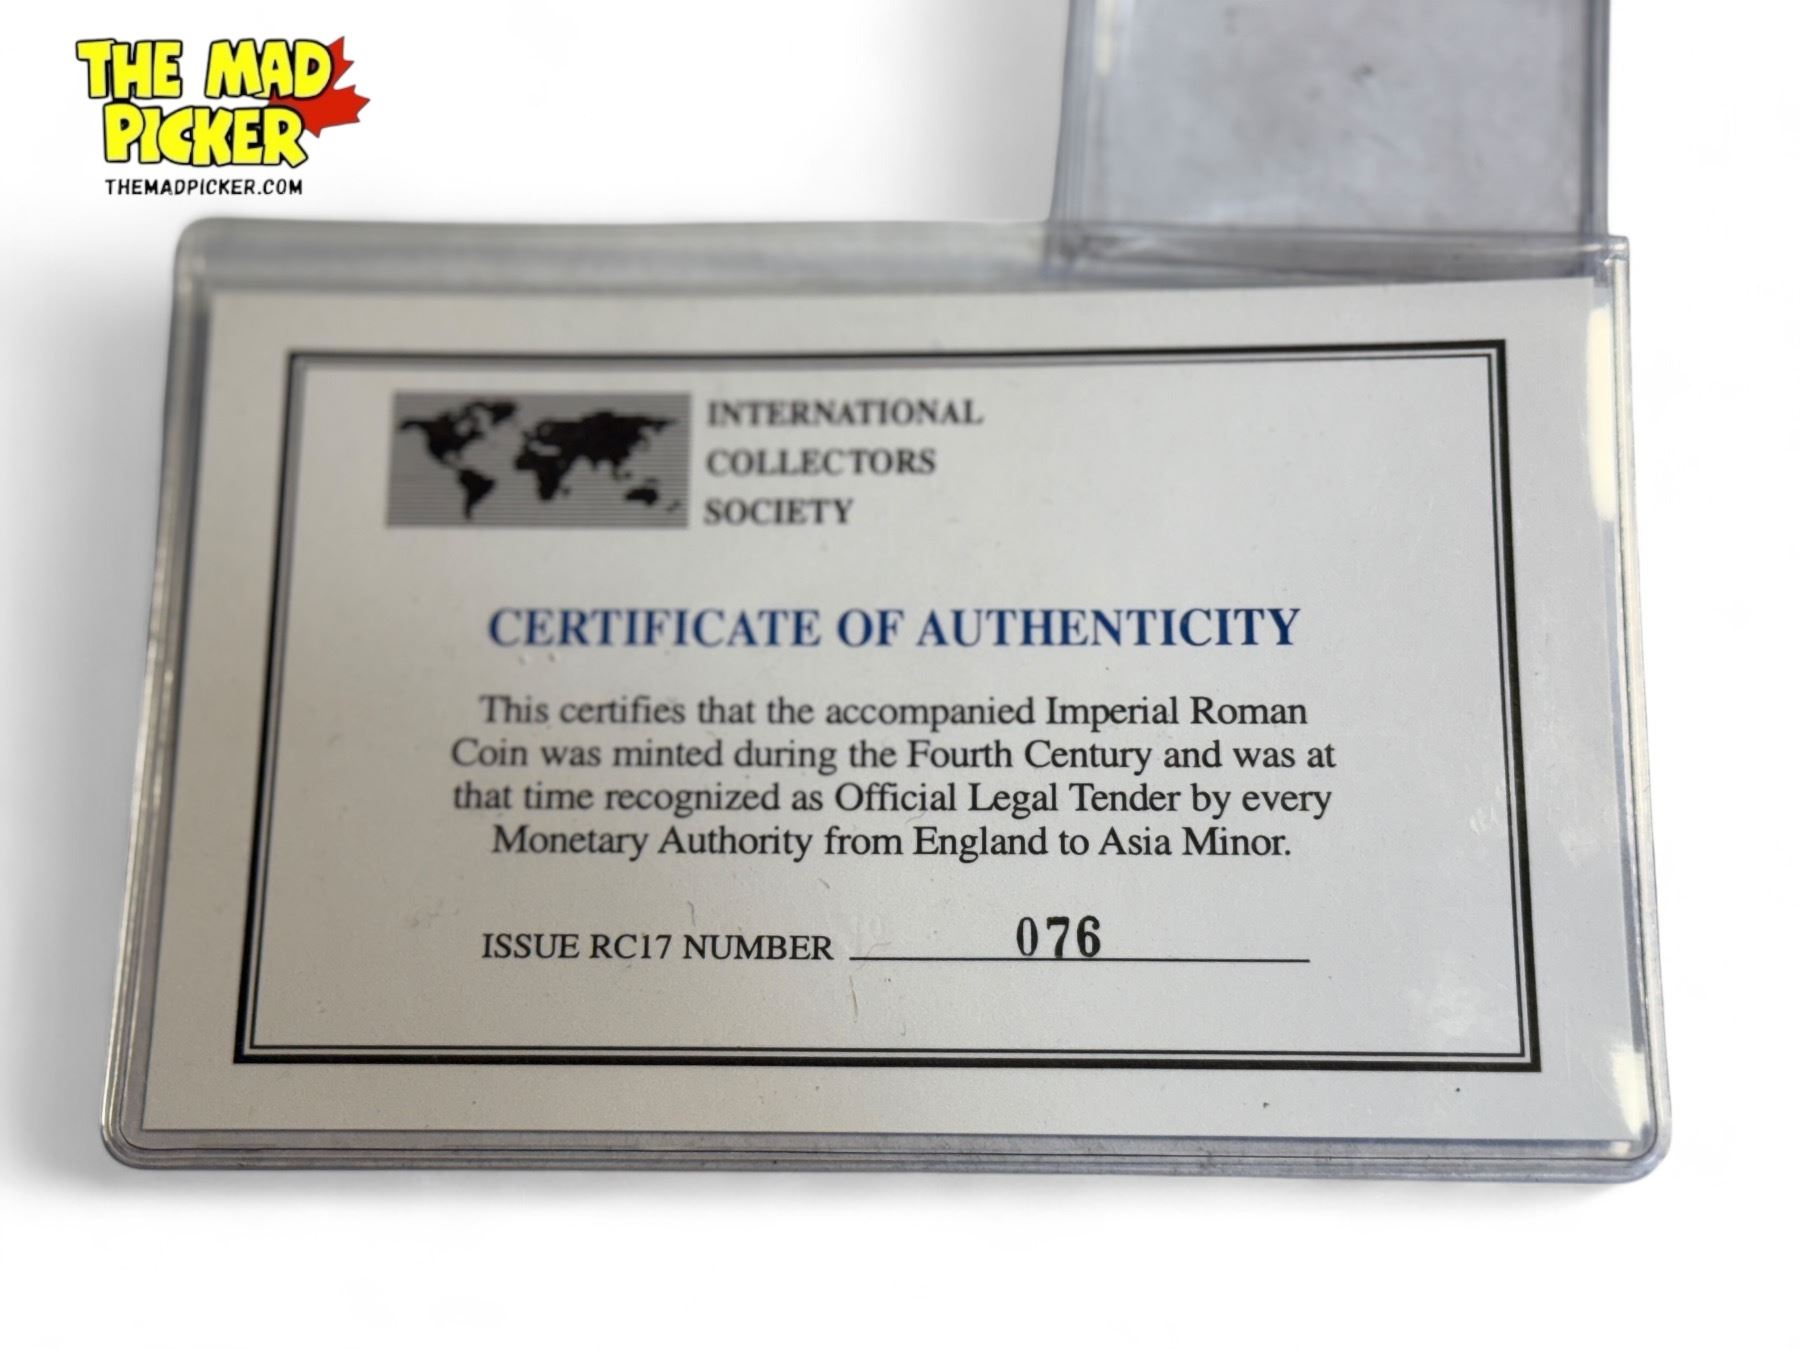 THE MAD
PICKER
THEMADPICKER.COM
INTERNATIONAL
COLLECTORS
SOCIETY
CERTIFICATE OF AUTHENTICITY
This certifies that the accompanied Imperial Roman
Coin was minted during the Fourth Century and was at
that time recognized as Official Legal Tender by every
Monetary Authority from England to Asia Minor.
ISSUE RC17 NUMBER 076